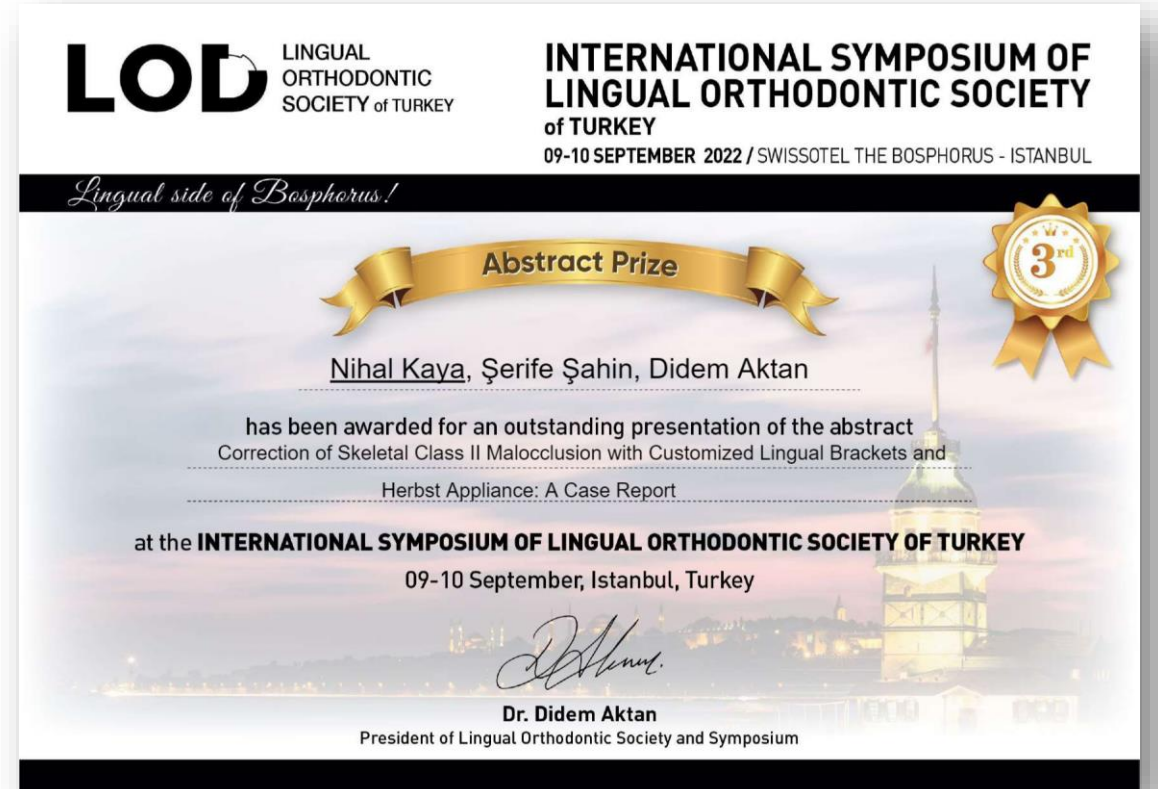 LOD
LINGUAL
ORTHODONTIC
SOCIETY of TURKEY
INTERNATIONAL SYMPOSIUM OF
LINGUAL ORTHODONTIC SOCIETY
of TURKEY
09-10 SEPTEMBER 2022 / SWISSOTEL THE BOSPHORUS - ISTANBUL
Lingual side of Bosphorus!
Abstract Prize
3rd
Nihal Kaya, Şerife Şahin, Didem Aktan
has been awarded for an outstanding presentation of the abstract
Correction of Skeletal Class II Malocclusion with Customized Lingual Brackets and
Herbst Appliance: A Case Report
at the INTERNATIONAL SYMPOSIUM OF LINGUAL ORTHODONTIC SOCIETY OF TURKEY
09-10 September, Istanbul, Turkey
Dr. Didem Aktan
President of Lingual Orthodontic Society and Symposium